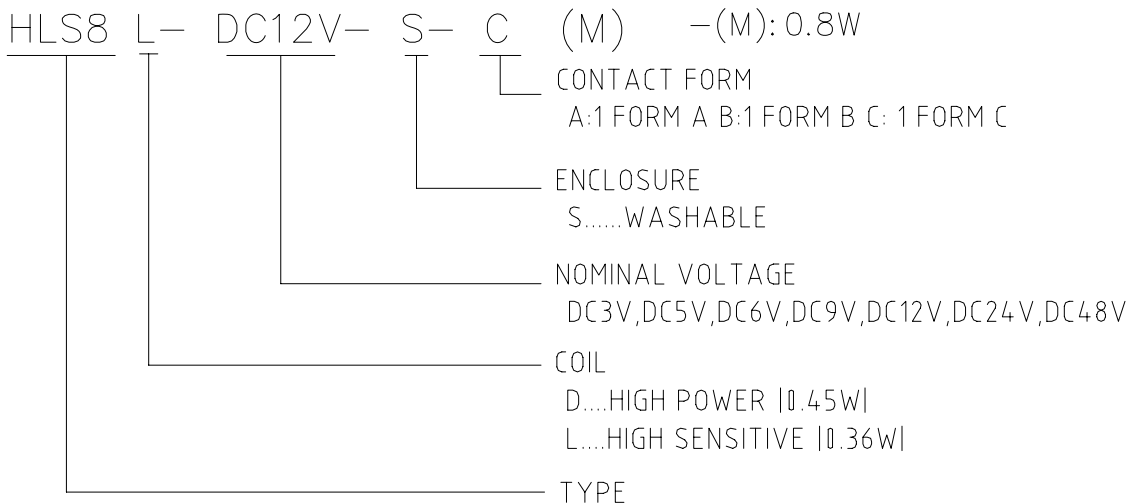 HLS8 L- DC12V- S- C (M) -(M): 0.8W
CONTACT FORM
A:1 FORM A B:1 FORM B C: 1 FORM C
ENCLOSURE
S......WASHABLE
NOMINAL VOLTAGE
DC3V,DC5V,DC6V,DC9V,DC12V,DC24V,DC48V
COIL
D....HIGH POWER |0.45W|
L....HIGH SENSITIVE |0.36W|
TYPE